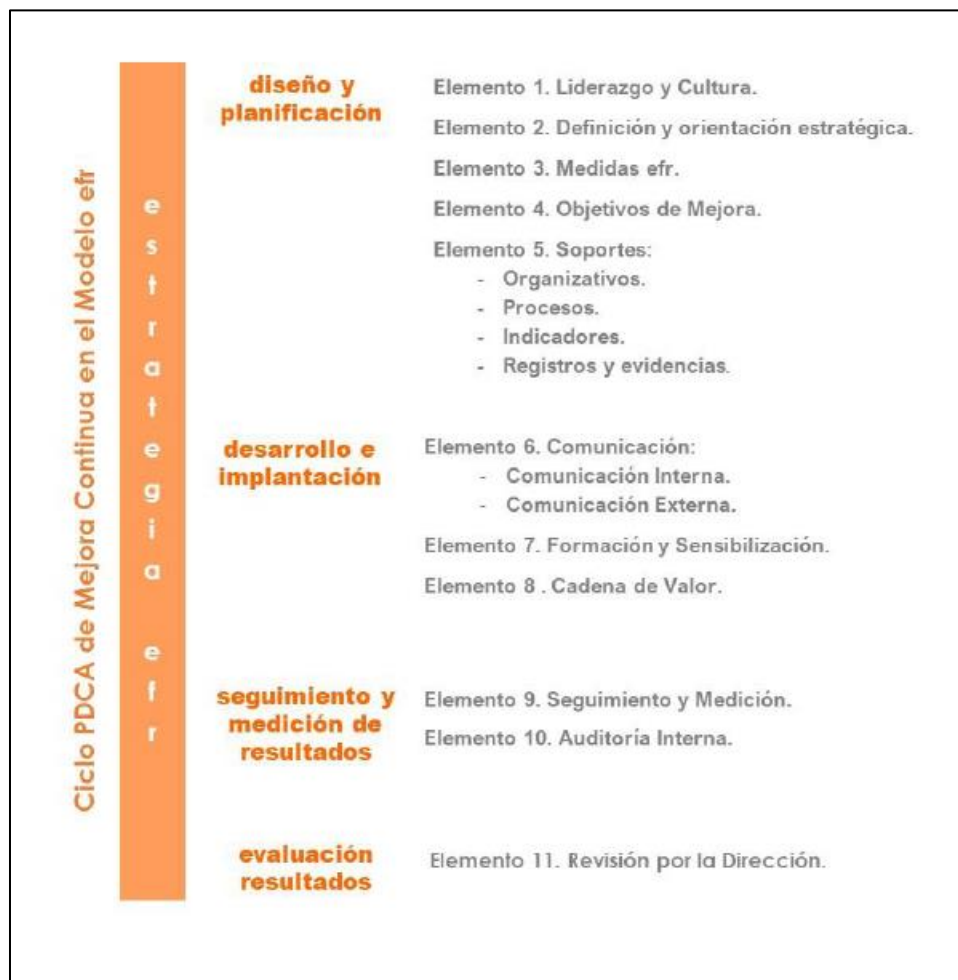 Ciclo PDCA de Mejora Continua en el Modelo efr
estrategia efr
diseño y
planificación
Elemento 1. Liderazgo y Cultura.
Elemento 2. Definición y orientación estratégica.
Elemento 3. Medidas efr.
Elemento 4. Objetivos de Mejora.
Elemento 5. Soportes:
- Organizativos.
- Procesos.
- Indicadores.
- Registros y evidencias.
desarrollo e
implantación
Elemento 6. Comunicación:
- Comunicación Interna.
- Comunicación Externa.
Elemento 7. Formación y Sensibilización.
Elemento 8 . Cadena de Valor.
seguimiento y
medición de
resultados
Elemento 9. Seguimiento y Medición.
Elemento 10. Auditoría Interna.
evaluación
resultados
Elemento 11. Revisión por la Dirección.